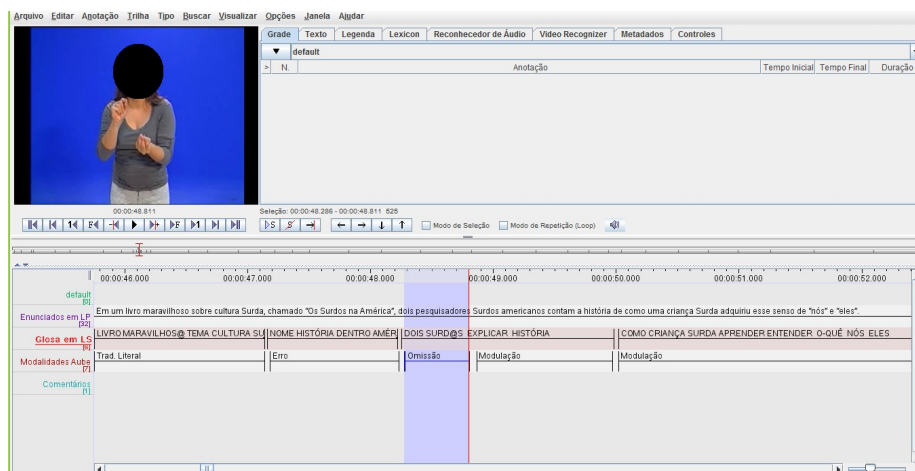 Arquivo Editar Anotação Trilha Tipo Buscar Visualizar Opções Janela Ajudar
Grade Texto Legenda Lexicon Reconhecedor de Áudio Video Recognizer Metadados Controles
▼ default
> N. Anotação Tempo Inicial Tempo Final Duração
00:00:48.811
Seleção: 00:00:48.286 - 00:00:48.811 525
Modo de Seleção Modo de Repetição (Loop)
00:00:46.000 00:00:47.000 00:00:48.000 00:00:49.000 00:00:50.000 00:00:51.000 00:00:52.000
default
[0]
Enunciados em LP Em um livro maravilhoso sobre cultura Surda, chamado "Os Surdos na América", dois pesquisadores Surdos americanos contam a história de como uma criança Surda adquiriu esse senso de "nós" e "eles".
[32]
Glosa em LS LIVRO MARAVILHOS@ TEMA CULTURA SU NOME HISTÓRIA DENTRO AMÉR DOIS SURD@S EXPLICAR HISTÓRIA COMO CRIANÇA SURDA APRENDER ENTENDER O-QUÊ NÓS ELES
Modalidades Aube Trad. Literal Erro Omissão Modulação Modulação
[7]
Comentários
[1]